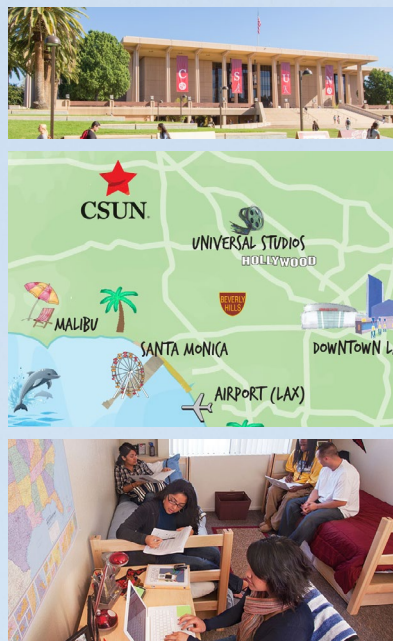 C S U N
CSUN
UNIVERSAL STUDIOS
HOLLYWOOD
BEVERLY
HILLS
MALIBU
SANTA MONICA
DOWNTOWN L
AIRPORT (LAX)